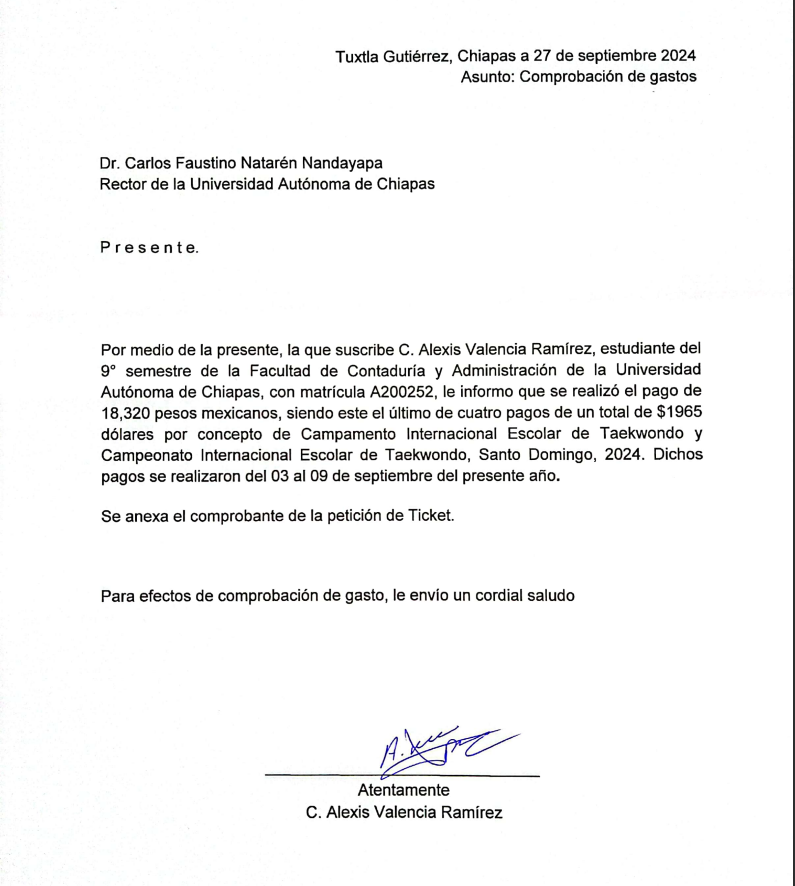 Tuxtla Gutiérrez, Chiapas a 27 de septiembre 2024
Asunto: Comprobación de gastos
Dr. Carlos Faustino Natarén Nandayapa
Rector de la Universidad Autónoma de Chiapas
P r e s e n t e.
Por medio de la presente, la que suscribe C. Alexis Valencia Ramírez, estudiante del
9° semestre de la Facultad de Contaduría y Administración de la Universidad
Autónoma de Chiapas, con matrícula A200252, le informo que se realizó el pago de
18,320 pesos mexicanos, siendo este el último de cuatro pagos de un total de $1965
dólares por concepto de Campamento Internacional Escolar de Taekwondo y
Campeonato Internacional Escolar de Taekwondo, Santo Domingo, 2024. Dichos
pagos se realizaron del 03 al 09 de septiembre del presente año.
Se anexa el comprobante de la petición de Ticket.
Para efectos de comprobación de gasto, le envío un cordial saludo
Atentamente
C. Alexis Valencia Ramírez